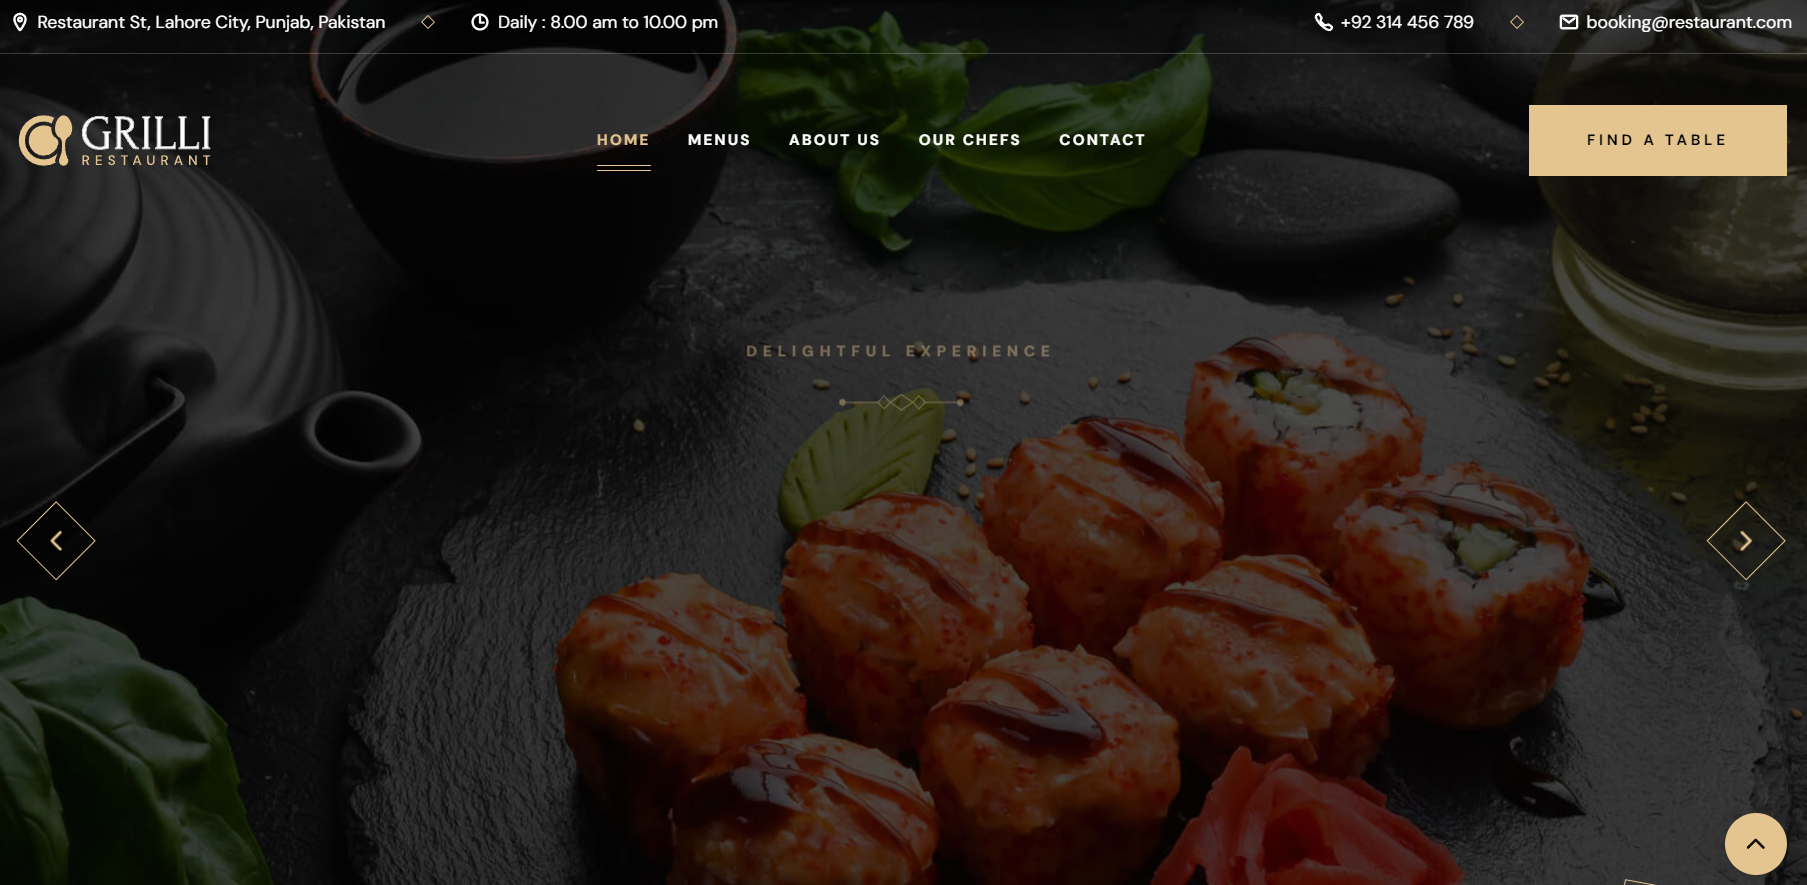 Restaurant St, Lahore City, Punjab, Pakistan
Daily : 8.00 am to 10.00 pm
+92 314 456 789
booking@restaurant.com
GRILLI
RESTAURANT
HOME
MENUS
ABOUT US
OUR CHEFS
CONTACT
FIND A TABLE
DELIGHTFUL EXPERIENCE